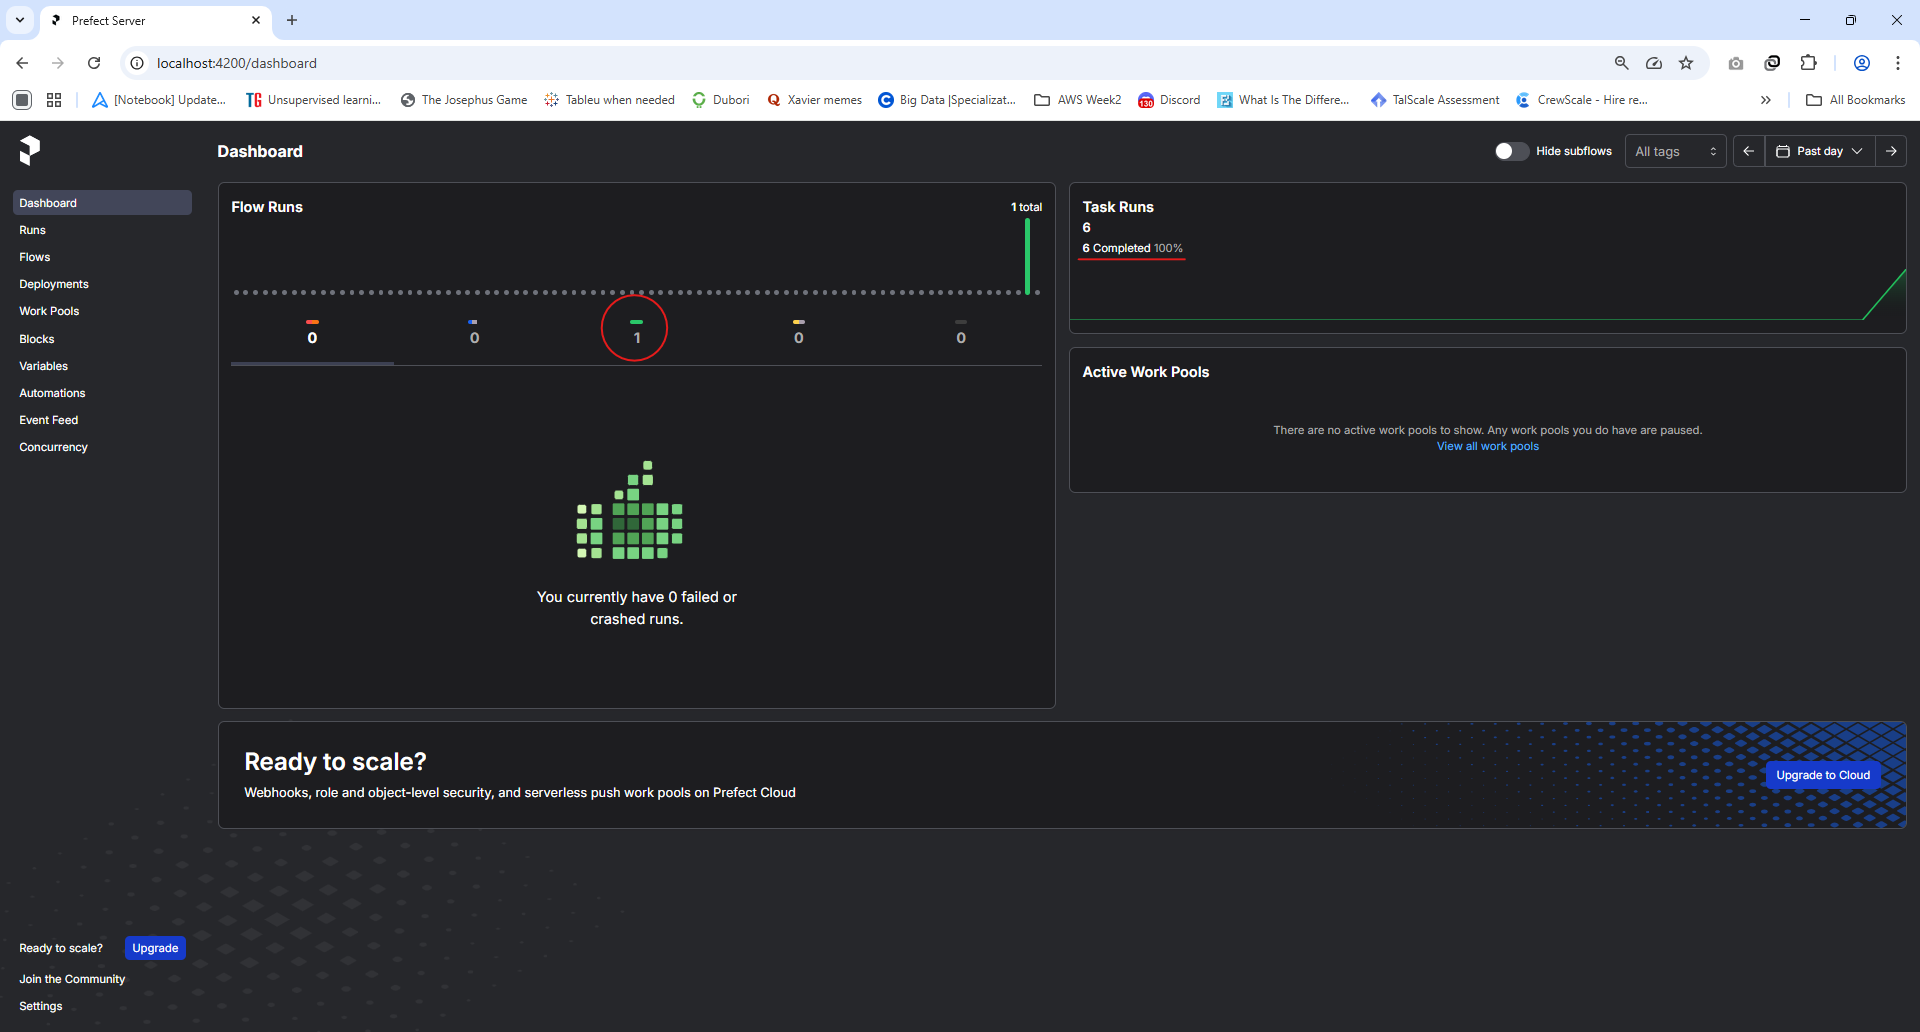 Prefect Server
localhost:4200/dashboard
[Notebook] Update...
TG Unsupervised learni...
The Josephus Game
Tableu when needed
Dubori
Xavier memes
Big Data |Specializat...
AWS Week2
130 Discord
What Is The Differe...
TalScale Assessment
CrewScale - Hire re...
All Bookmarks
Dashboard
Hide subflows
All tags
Past day
Dashboard
Runs
Flows
Deployments
Work Pools
Blocks
Variables
Automations
Event Feed
Concurrency
Flow Runs
1 total
0
0
1
0
0
You currently have 0 failed or
crashed runs.
Task Runs
6
6 Completed 100%
Active Work Pools
There are no active work pools to show. Any work pools you do have are paused.
View all work pools
Ready to scale?
Webhooks, role and object-level security, and serverless push work pools on Prefect Cloud
Upgrade to Cloud
Ready to scale?
Upgrade
Join the Community
Settings